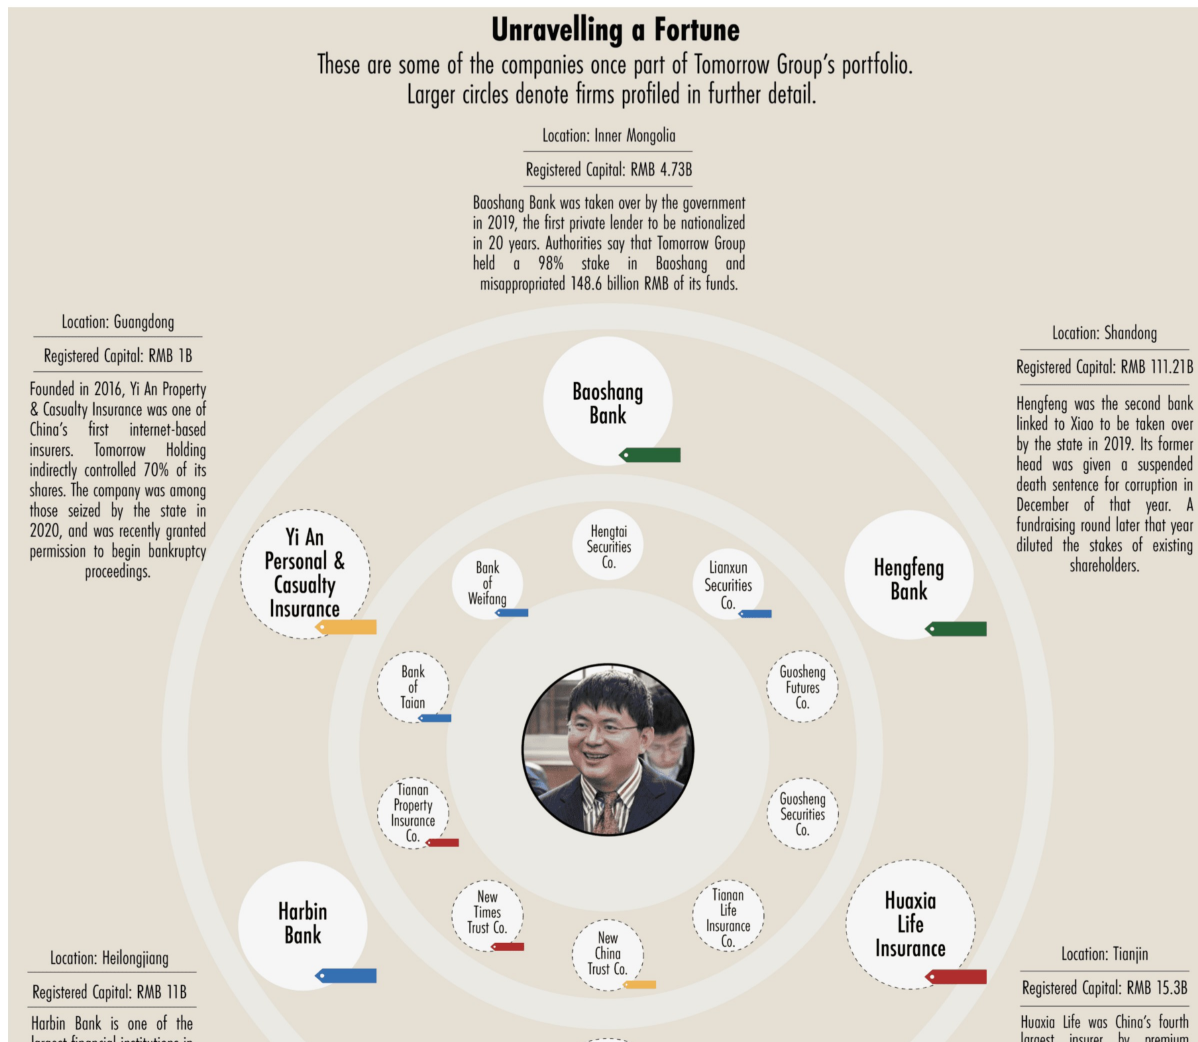 Unravelling a Fortune
These are some of the companies once part of Tomorrow Group's portfolio.
Larger circles denote firms profiled in further detail.
Location: Inner Mongolia
Registered Capital: RMB 4.73B
Baoshang Bank was taken over by the government
in 2019, the first private lender to be nationalized
in 20 years. Authorities say that Tomorrow Group
held a 98% stake in Baoshang and
misappropriated 148.6 billion RMB of its funds.
Location: Guangdong
Registered Capital: RMB 1B
Founded in 2016, Yi An Property
& Casualty Insurance was one of
China's first internet-based
insurers. Tomorrow Holding
indirectly controlled 70% of its
shares. The company was among
those seized by the state in
2020, and was recently granted
permission to begin bankruptcy
proceedings.
Location: Shandong
Registered Capital: RMB 111.21B
Hengfeng was the second bank
linked to Xiao to be taken over
by the state in 2019. Its former
head was given a suspended
death sentence for corruption in
December of that year. A
fundraising round later that year
diluted the stakes of existing
shareholders.
Baoshang
Bank
Yi An
Personal &
Casualty
Insurance
Hengtai
Securities
Co.
Bank
of
Weifang
Lianxun
Securities
Co.
Hengfeng
Bank
Bank
of
Taian
Guosheng
Futures
Co.
Tianan
Property
Insurance
Co.
Guosheng
Securities
Co.
Harbin
Bank
New
Times
Trust Co.
New
China
Trust Co.
Tianan
Life
Insurance
Co.
Huaxia
Life
Insurance
Location: Heilongjiang
Registered Capital: RMB 11B
Harbin Bank is one of the
largest financial institutions in
Location: Tianjin
Registered Capital: RMB 15.3B
Huaxia Life was China's fourth
largest insurer by premium